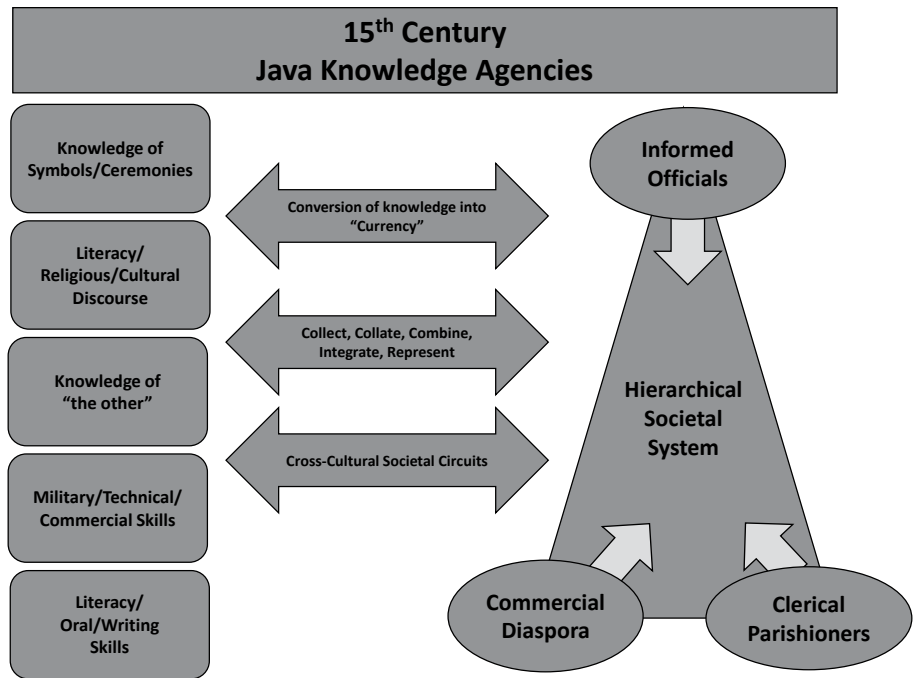 15th Century
Java Knowledge Agencies
Knowledge of
Symbols/Ceremonies
Literacy/
Religious/Cultural
Discourse
Knowledge of
“the other”
Military/Technical/
Commercial Skills
Literacy/
Oral/Writing
Skills
Conversion of knowledge into
“Currency”
Collect, Collate, Combine,
Integrate, Represent
Cross-Cultural Societal Circuits
Informed
Officials
Hierarchical
Societal
System
Commercial
Diaspora
Clerical
Parishioners